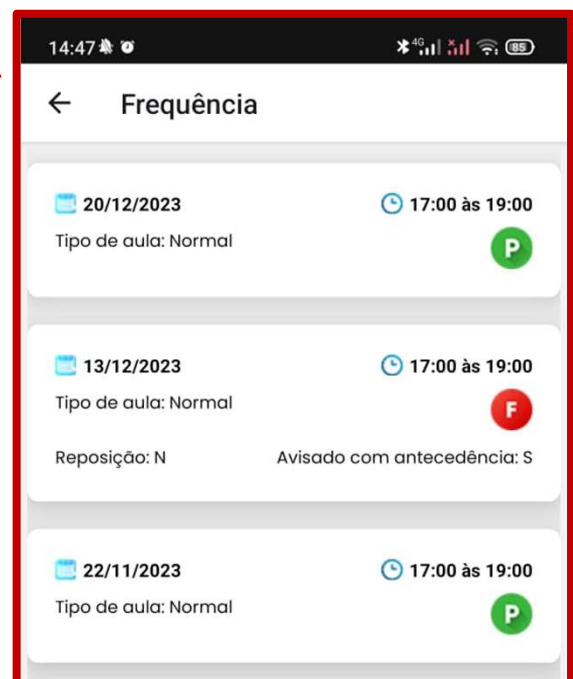 14:47 4G 85
Frequência
20/12/2023 17:00 às 19:00
Tipo de aula: Normal P
13/12/2023 17:00 às 19:00
Tipo de aula: Normal F
Reposição: N Avisado com antecedência: S
22/11/2023 17:00 às 19:00
Tipo de aula: Normal P